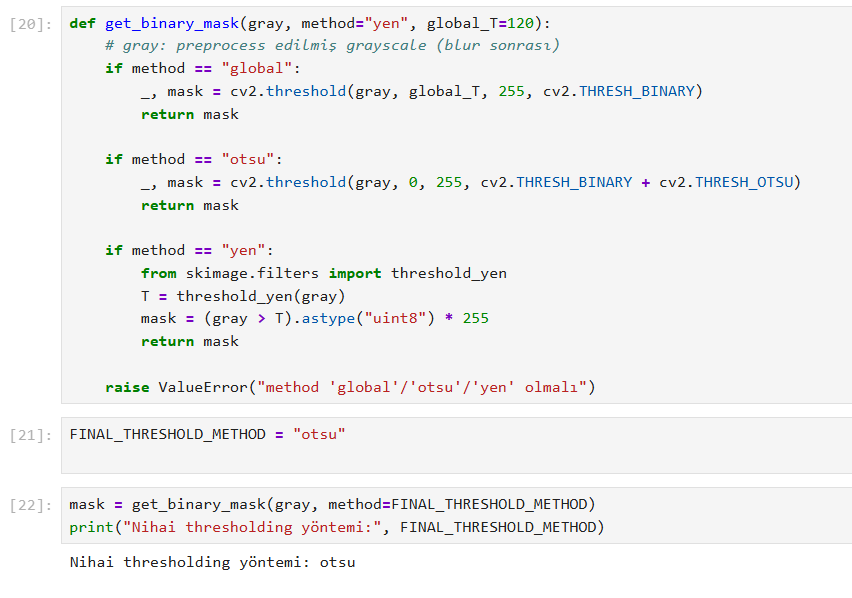 [20]:
def get_binary_mask(gray, method="yen", global_T=120):
    # gray: preprocess edilmiş grayscale (blur sonrası)
    if method == "global":
        _, mask = cv2.threshold(gray, global_T, 255, cv2.THRESH_BINARY)
        return mask

    if method == "otsu":
        _, mask = cv2.threshold(gray, 0, 255, cv2.THRESH_BINARY + cv2.THRESH_OTSU)
        return mask

    if method == "yen":
        from skimage.filters import threshold_yen
        T = threshold_yen(gray)
        mask = (gray > T).astype("uint8") * 255
        return mask

    raise ValueError("method 'global'/'otsu'/'yen' olmalı")
[21]:
FINAL_THRESHOLD_METHOD = "otsu"
[22]:
mask = get_binary_mask(gray, method=FINAL_THRESHOLD_METHOD)
print("Nihai thresholding yöntemi:", FINAL_THRESHOLD_METHOD)
Nihai thresholding yöntemi: otsu